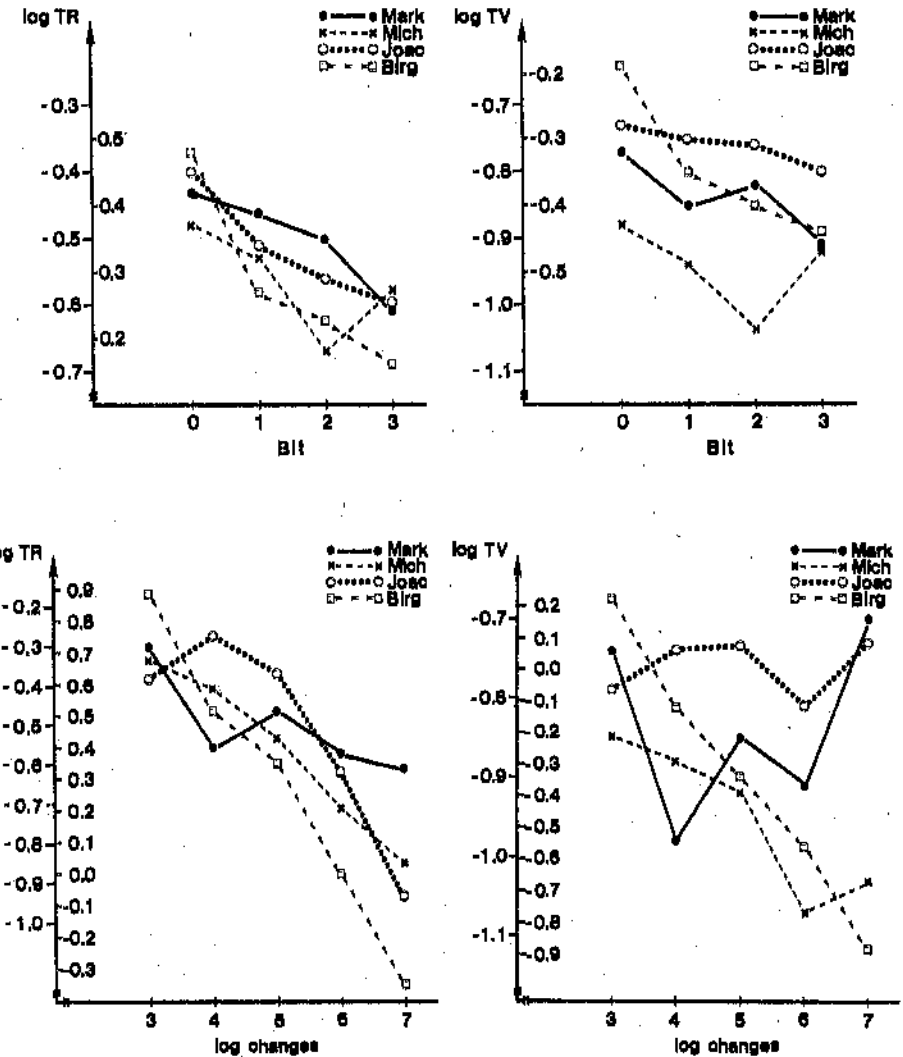 log TR
Mark
Mich
Joac
Birg
-0.3
-0.4
-0.5
-0.6
-0.7
0.5
0.4
0.3
0.2
0 1 2 3
Bit
log TV
Mark
Mich
Joac
Birg
-0.7
-0.8
-0.9
-1.0
-1.1
-0.2
-0.3
-0.4
-0.5
0 1 2 3
Bit
og TR
Mark
Mich
Joac
Birg
-0.2
-0.3
-0.4
-0.5
-0.6
-0.7
-0.8
-0.9
-1.0
0.9
0.8
0.7
0.6
0.5
0.4
0.3
0.2
0.1
0.0
-0.1
-0.2
-0.3
3 4 5 6 7
log changes
log TV
Mark
Mich
Joac
Birg
-0.7
-0.8
-0.9
-1.0
-1.1
0.2
0.1
0.0
-0.1
-0.2
-0.3
-0.4
-0.5
-0.6
-0.7
-0.8
-0.9
3 4 5 6 7
log changes